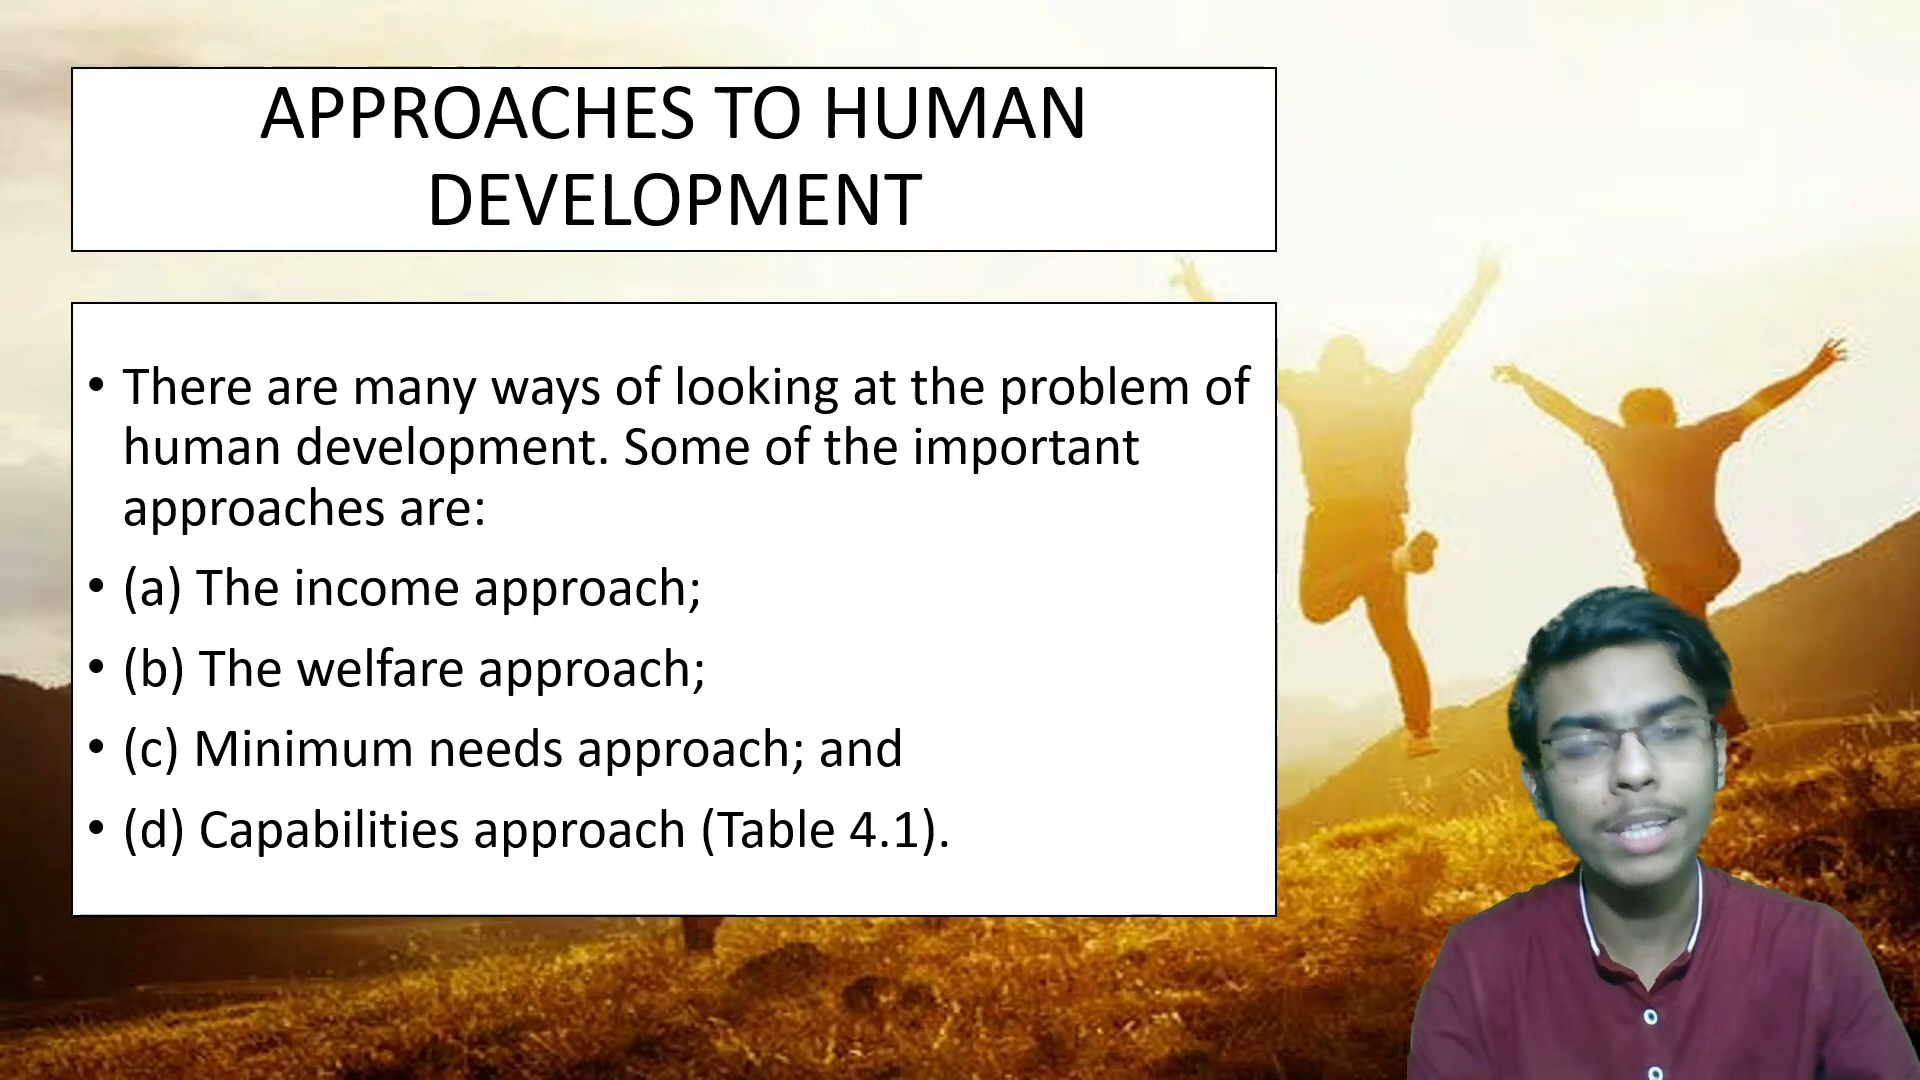 APPROACHES TO HUMAN
DEVELOPMENT
• There are many ways of looking at the problem of
human development. Some of the important
approaches are:
• (a) The income approach;
• (b) The welfare approach;
• (c) Minimum needs approach; and
• (d) Capabilities approach (Table 4.1).